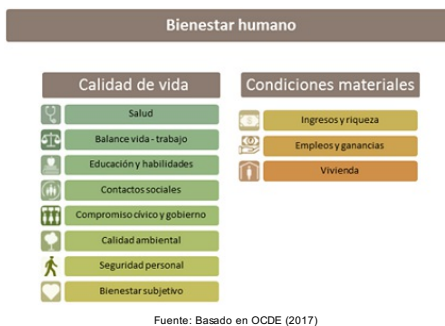 Bienestar humano
Calidad de vida
Salud
Balance vida - trabajo
Educación y habilidades
Contactos sociales
Compromiso cívico y gobierno
Calidad ambiental
Seguridad personal
Bienestar subjetivo
Condiciones materiales
Ingresos y riqueza
Empleos y ganancias
Vivienda
Fuente: Basado en OCDE (2017)